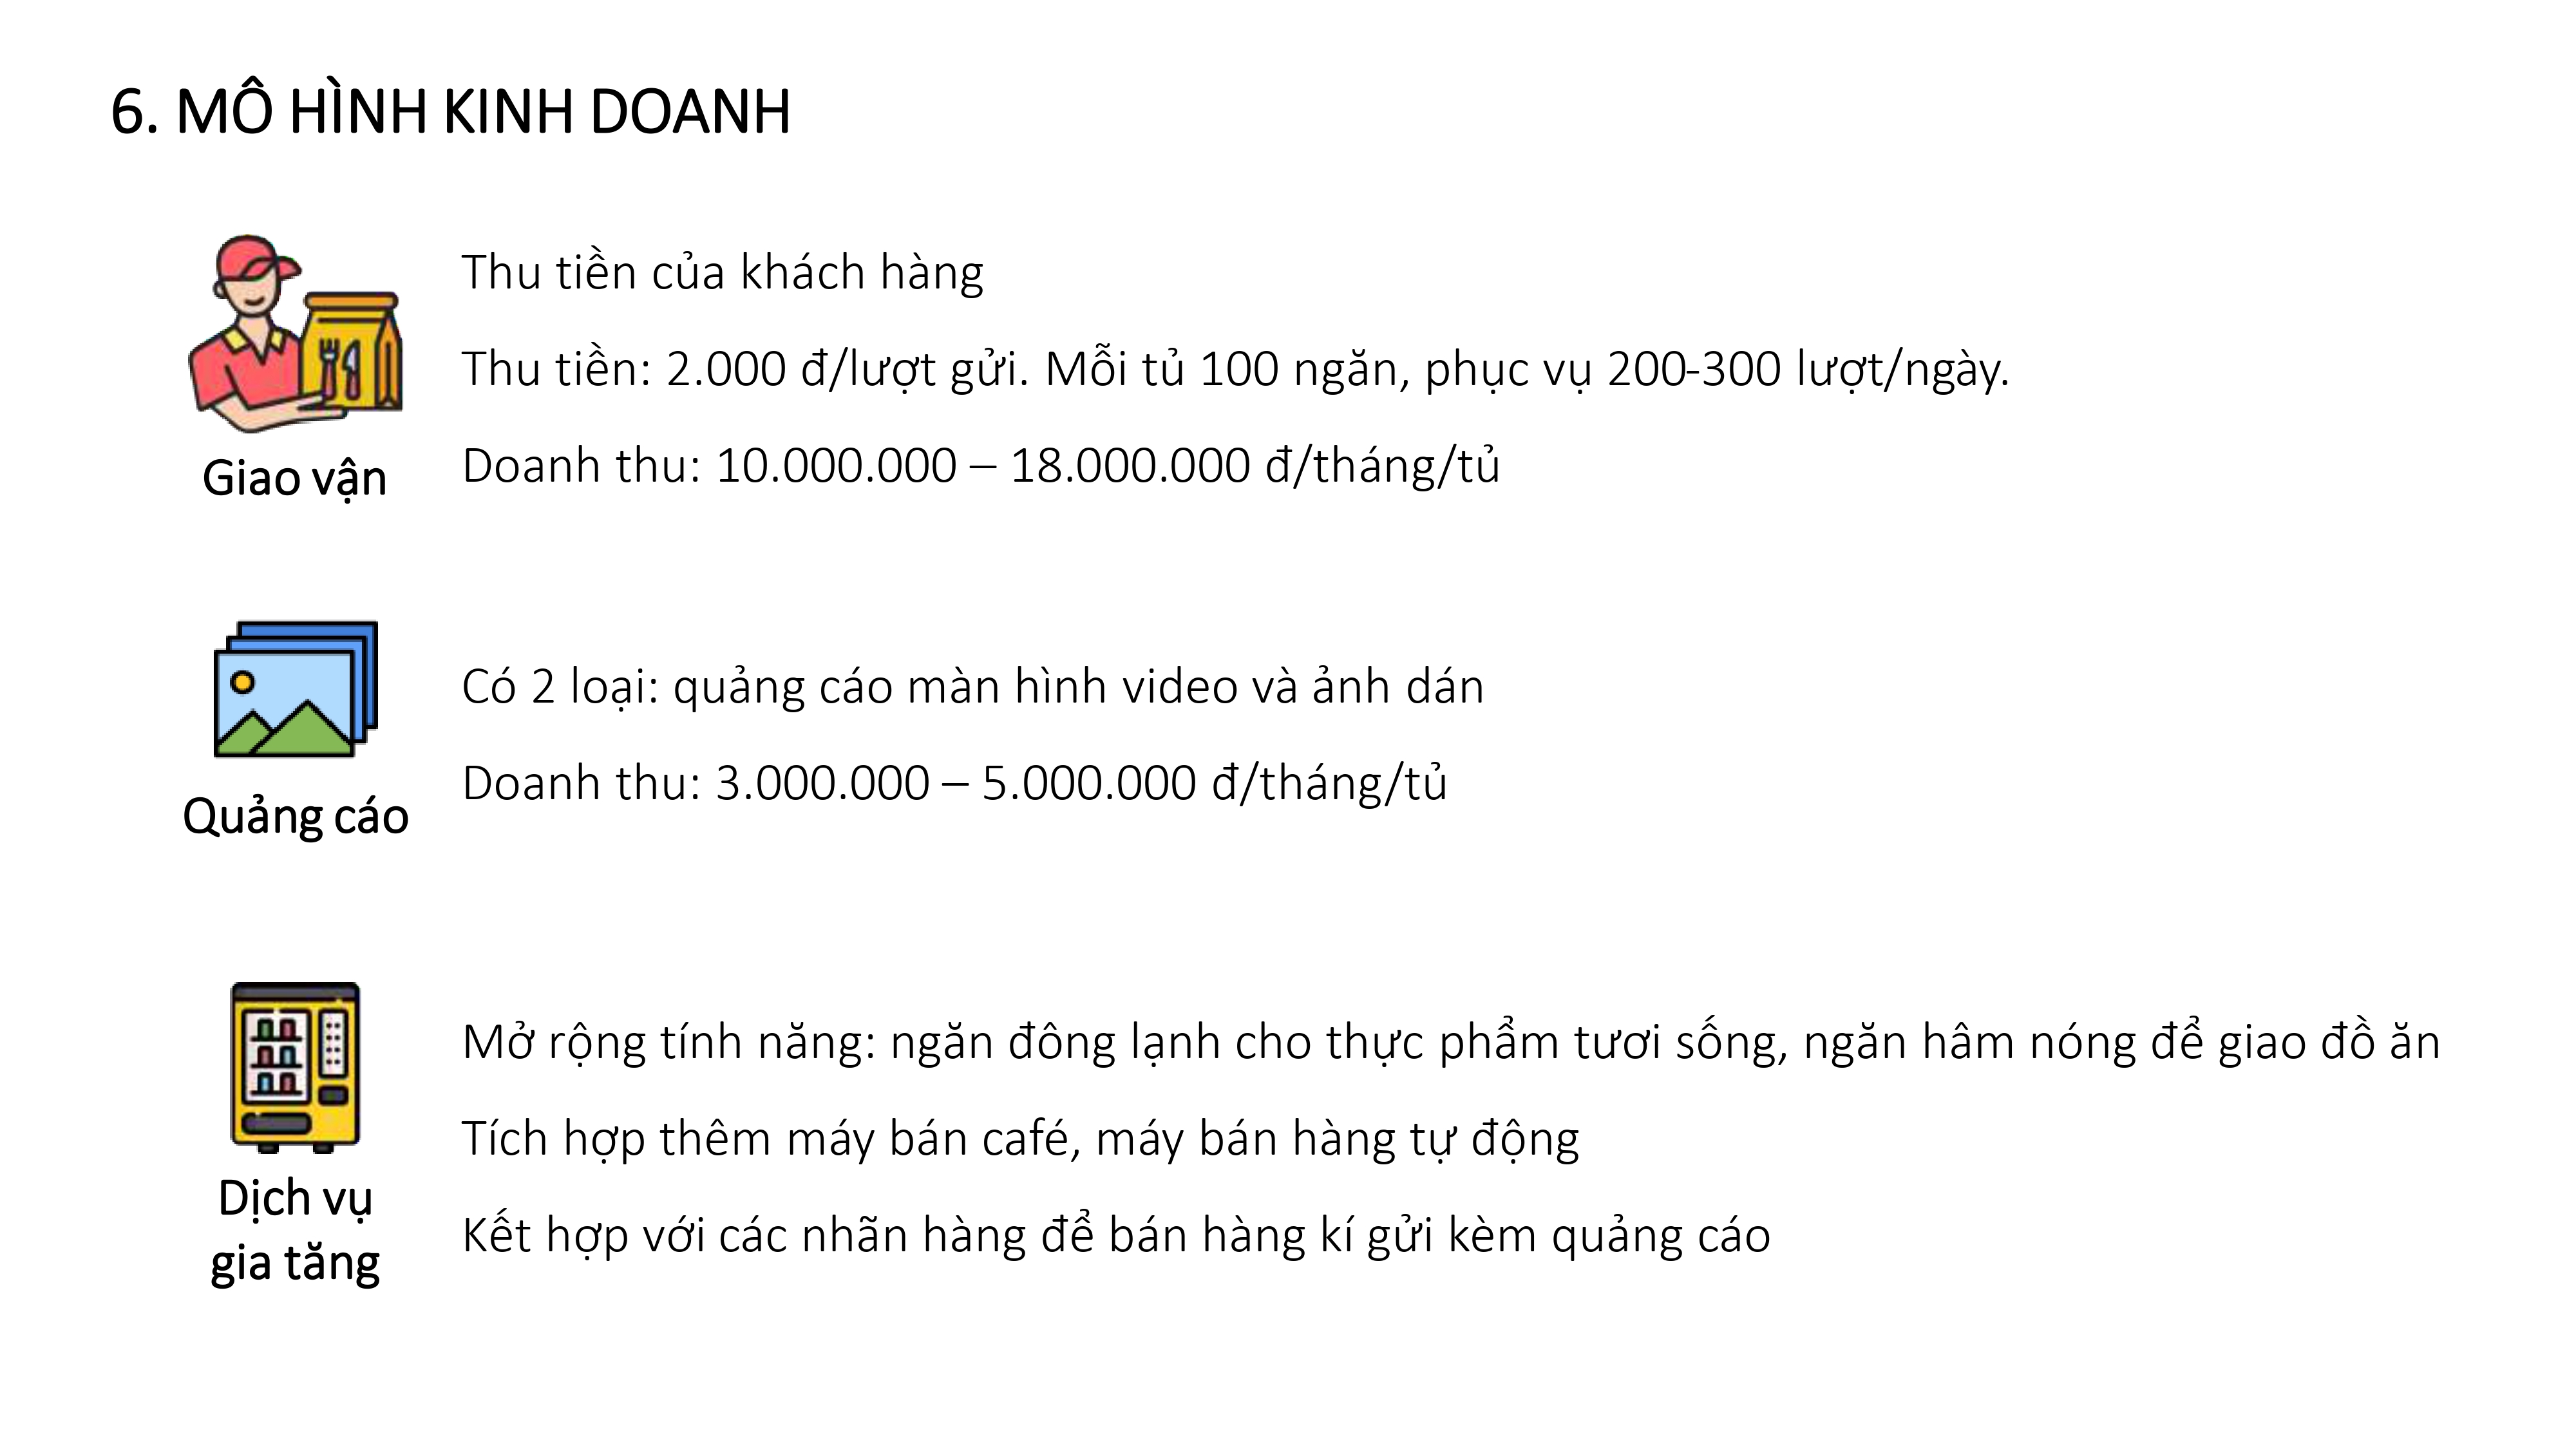 6. MÔ HÌNH KINH DOANH
Thu tiền của khách hàng
Thu tiền: 2.000 đ/lượt gửi. Mỗi tủ 100 ngăn, phục vụ 200-300 lượt/ngày.
Doanh thu: 10.000.000 – 18.000.000 đ/tháng/tủ
Giao vận
Có 2 loại: quảng cáo màn hình video và ảnh dán
Doanh thu: 3.000.000 – 5.000.000 đ/tháng/tủ
Quảng cáo
Mở rộng tính năng: ngăn đông lạnh cho thực phẩm tươi sống, ngăn hâm nóng để giao đồ ăn
Tích hợp thêm máy bán café, máy bán hàng tự động
Kết hợp với các nhãn hàng để bán hàng kí gửi kèm quảng cáo
Dịch vụ
gia tăng